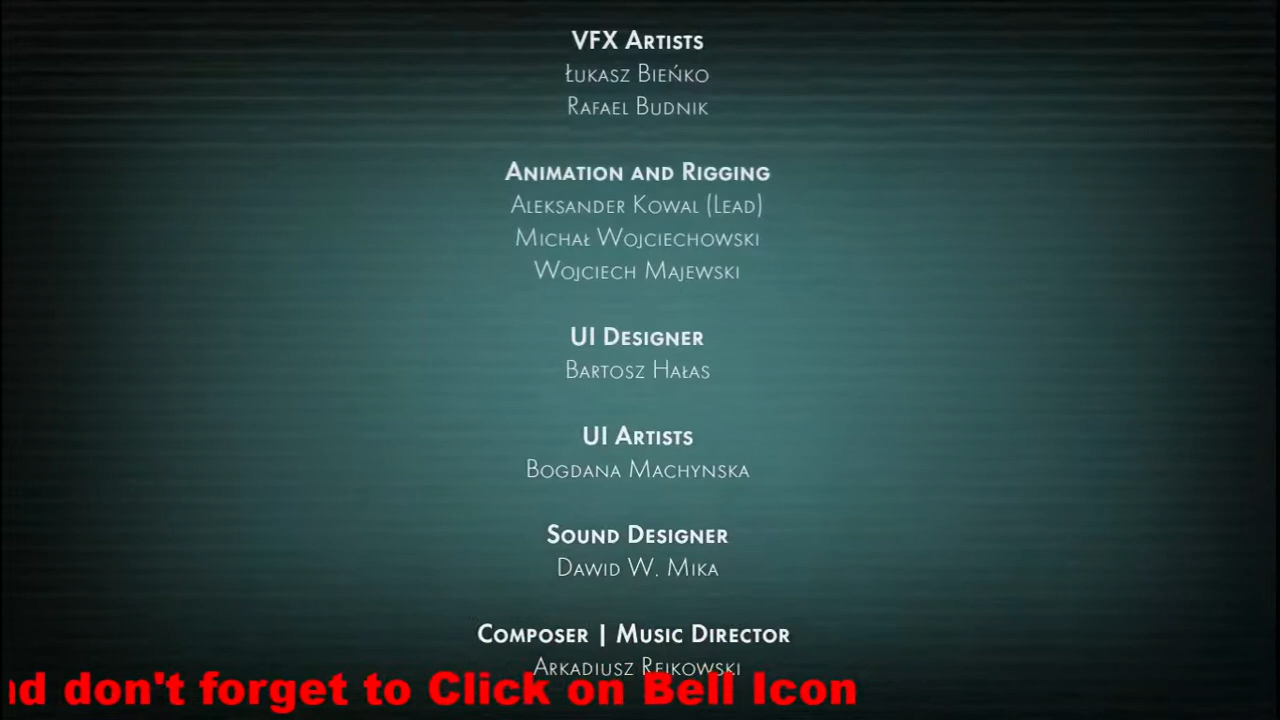 VFX Artists
Łukasz Bieńko
Rafael Budnik
Animation and Rigging
Aleksander Kowal (Lead)
Michał Wojciechowski
Wojciech Majewski
UI Designer
Bartosz Hałas
UI Artists
Bogdana Machynska
Sound Designer
Dawid W. Mika
Composer | Music Director
Arkadiusz Reikowski
don't forget to Click on Bell Icon